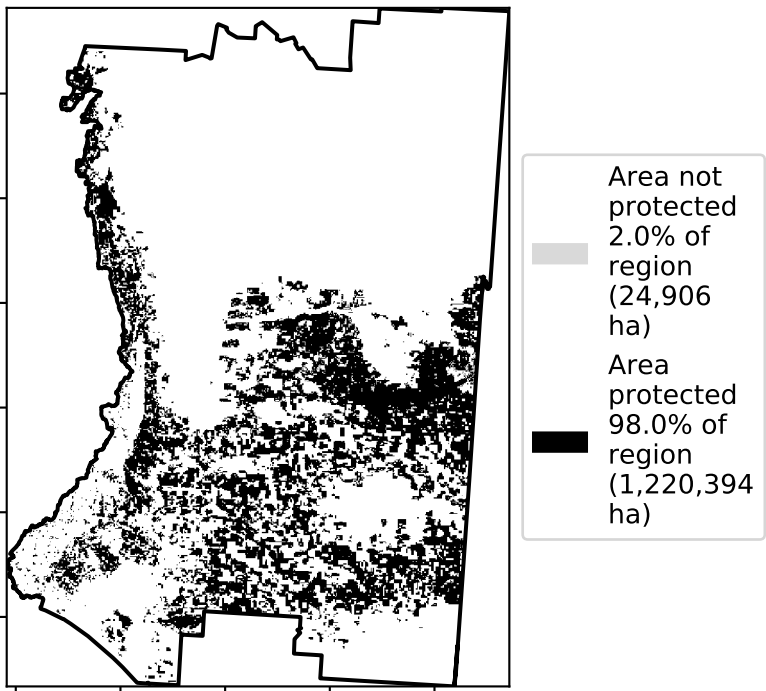 Area not
protected
2.0% of
region
(24,906
ha)
Area
protected
98.0% of
region
(1,220,394
ha)